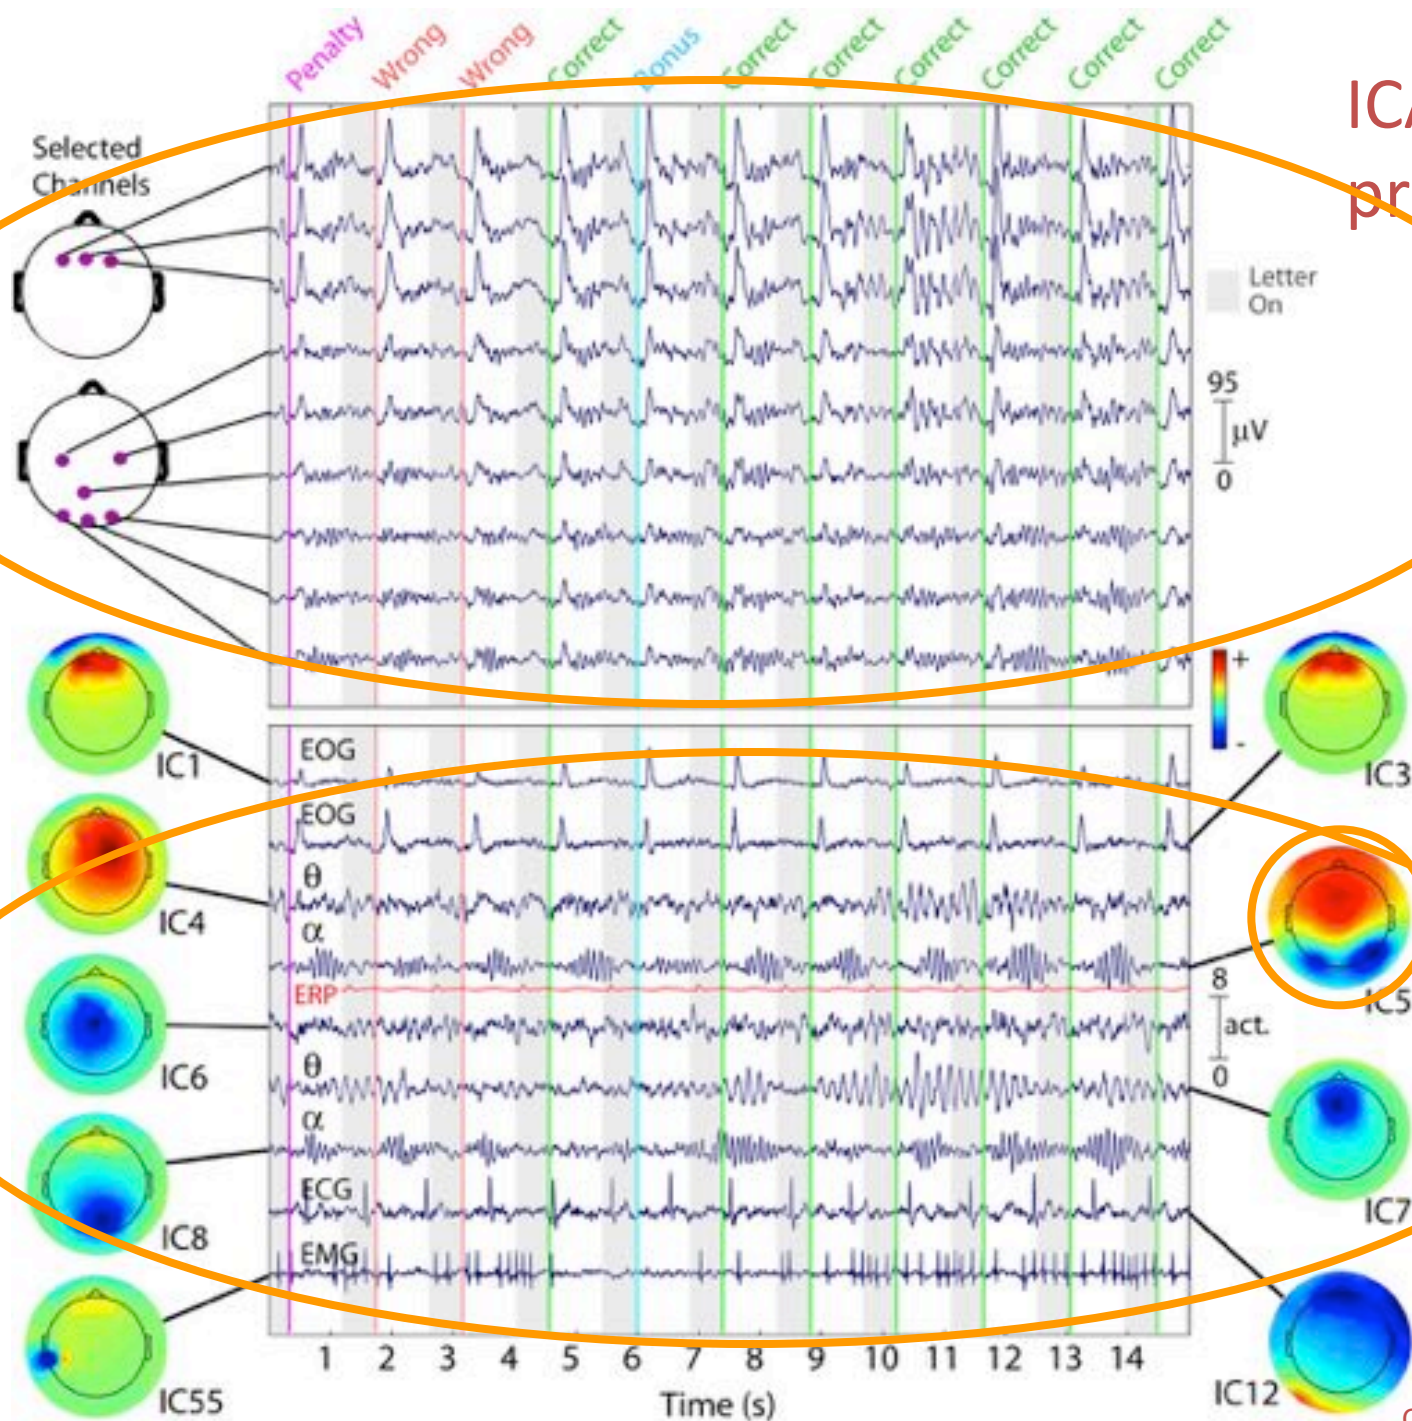 Penalty
Wrong
Wrong
Correct
Bonus
Correct
Correct
Correct
Correct
Correct
Correct
Selected
Channels
Letter
On
95
µV
0
+
-
EOG
EOG
θ
α
ERP
θ
α
ECG
EMG
IC1
IC4
IC6
IC8
IC55
IC3
IC5
8
act.
0
IC7
IC12
1 2 3 4 5 6 7 8 9 10 11 12 13 14
Time (s)